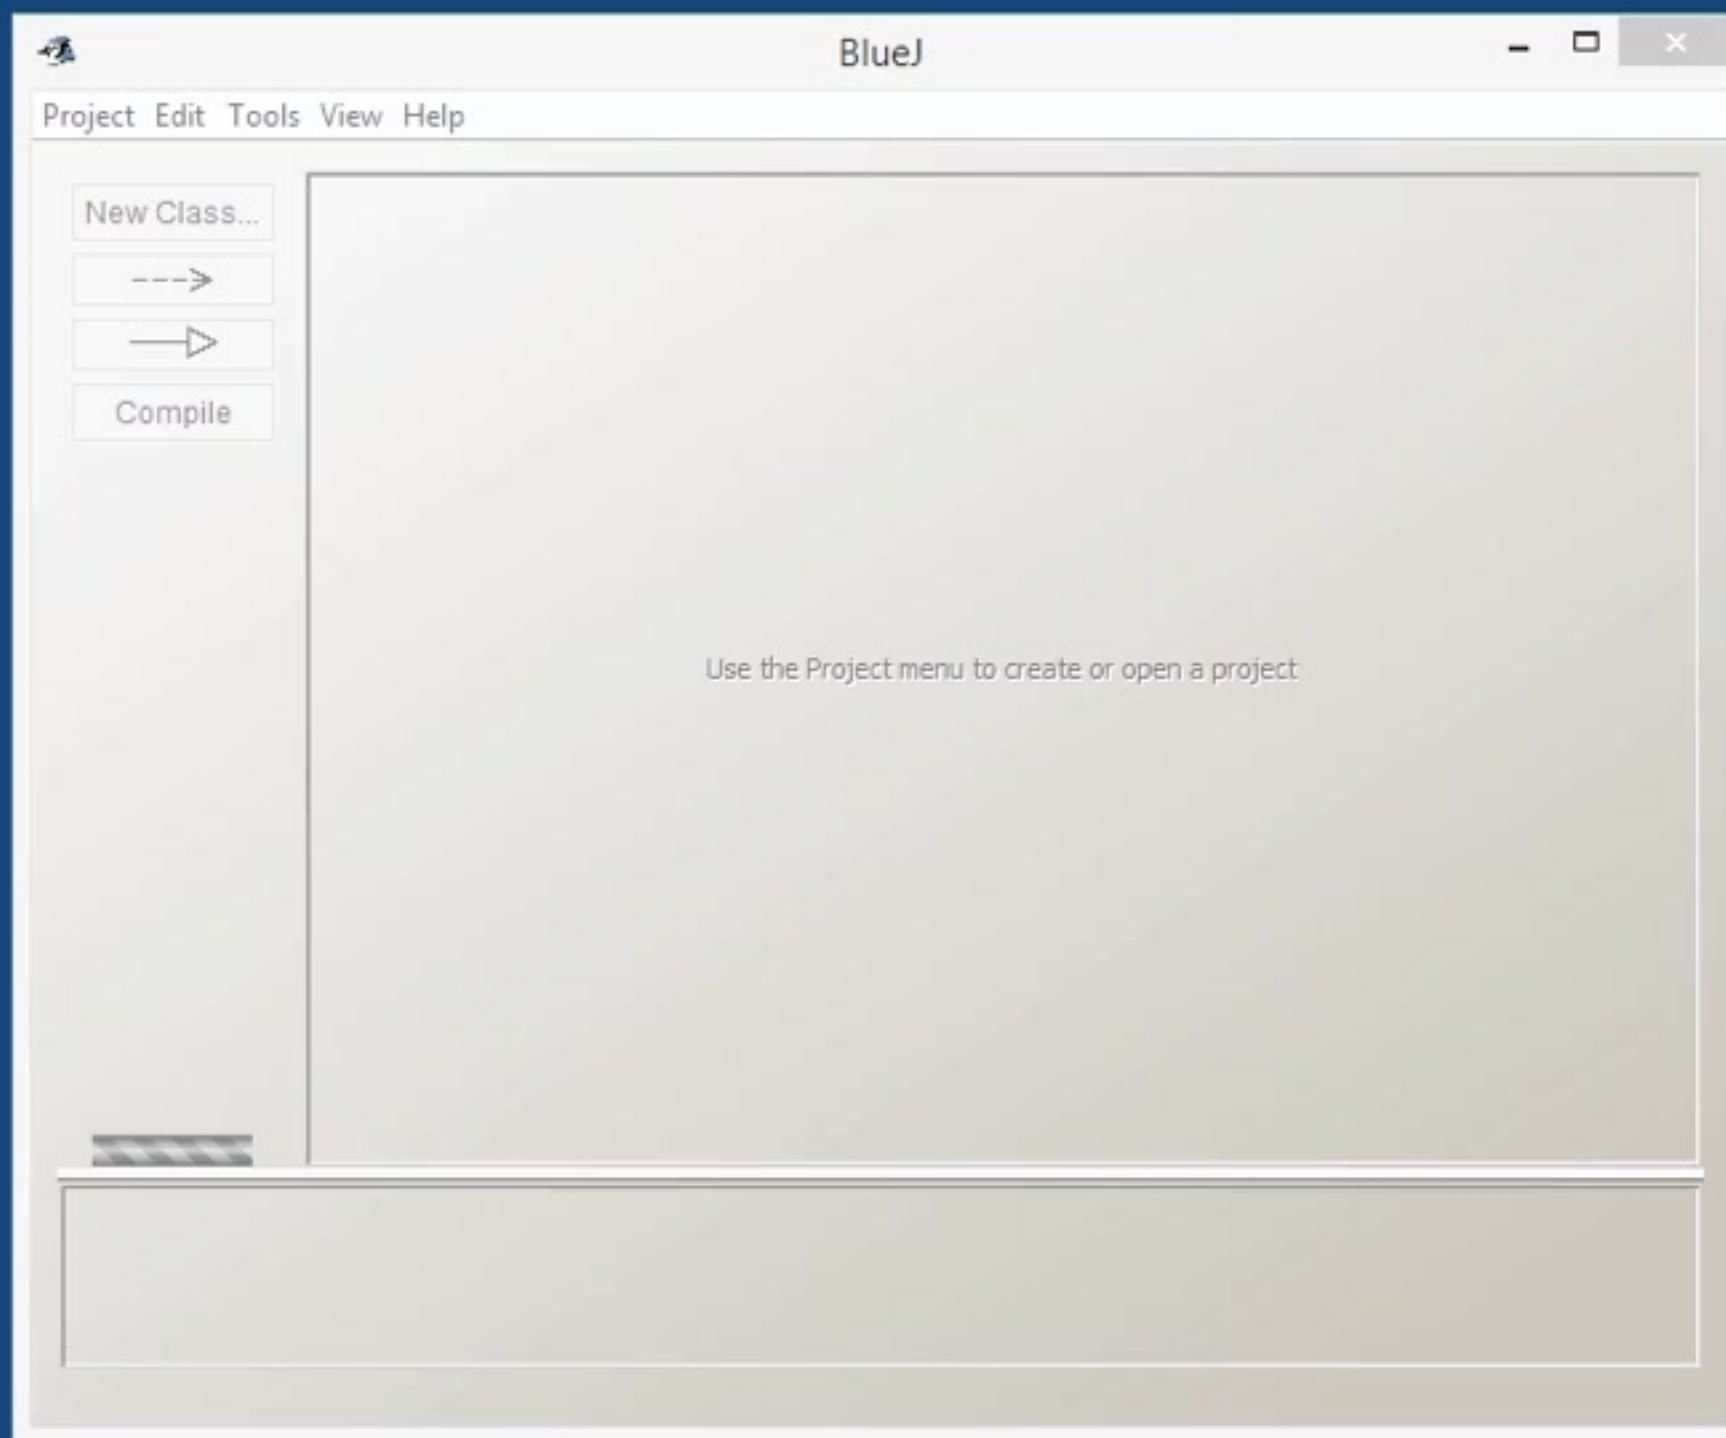 BlueJ
Project Edit Tools View Help
New Class...
Compile
Use the Project menu to create or open a project